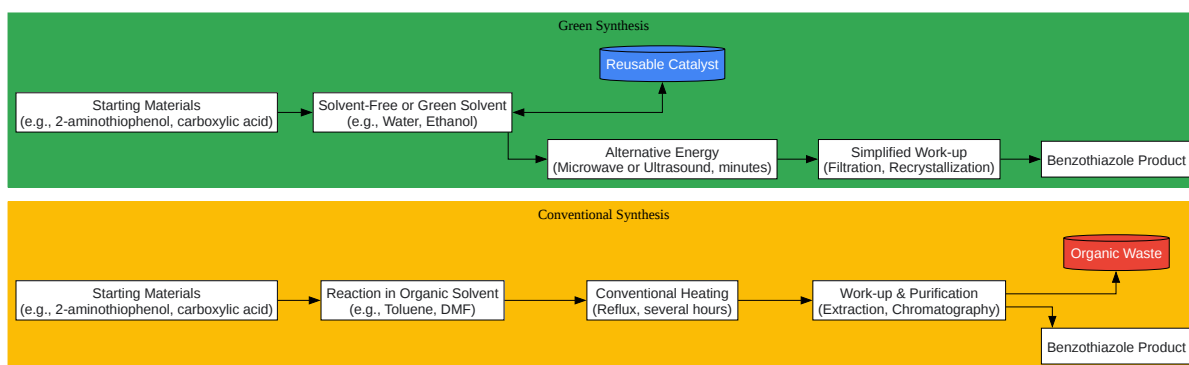 Green Synthesis
Reusable Catalyst
Starting Materials
(e.g., 2-aminothiophenol, carboxylic acid)
Solvent-Free or Green Solvent
(e.g., Water, Ethanol)
Alternative Energy
(Microwave or Ultrasound, minutes)
Simplified Work-up
(Filtration, Recrystallization)
Benzothiazole Product
Conventional Synthesis
Organic Waste
Starting Materials
(e.g., 2-aminothiophenol, carboxylic acid)
Reaction in Organic Solvent
(e.g., Toluene, DMF)
Conventional Heating
(Reflux, several hours)
Work-up & Purification
(Extraction, Chromatography)
Benzothiazole Product